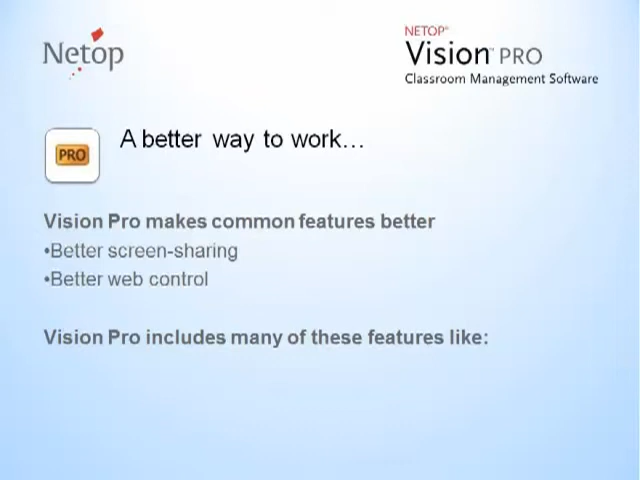 Netop
NETOP®
Vision™ PRO
Classroom Management Software
PRO
A better way to work...
Vision Pro makes common features better
•Better screen-sharing
•Better web control
Vision Pro includes many of these features like: